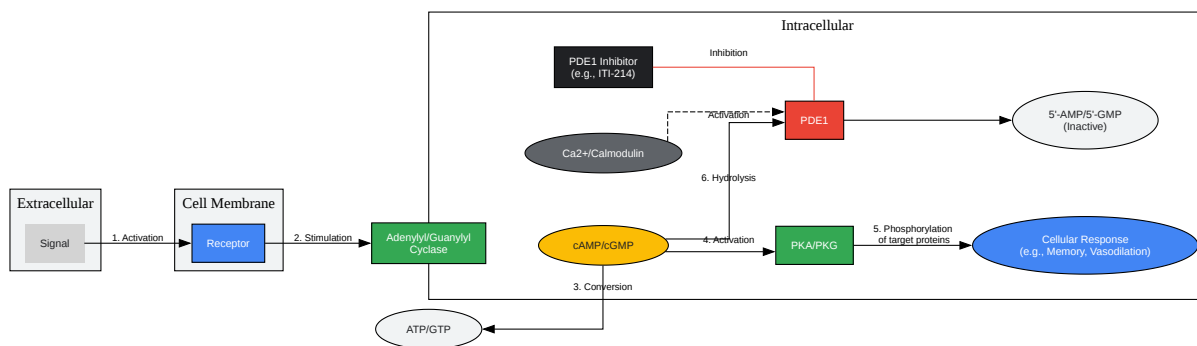 Intracellular
PDE1 Inhibitor
(e.g., ITI-214)
Inhibition
Activation
PDE1
5'-AMP/5'-GMP
(Inactive)
Ca2+/Calmodulin
6. Hydrolysis
Extracellular
Signal
1. Activation
Cell Membrane
Receptor
2. Stimulation
Adenylyl/Guanylyl
Cyclase
cAMP/cGMP
4. Activation
PKA/PKG
5. Phosphorylation
of target proteins
Cellular Response
(e.g., Memory, Vasodilation)
3. Conversion
ATP/GTP